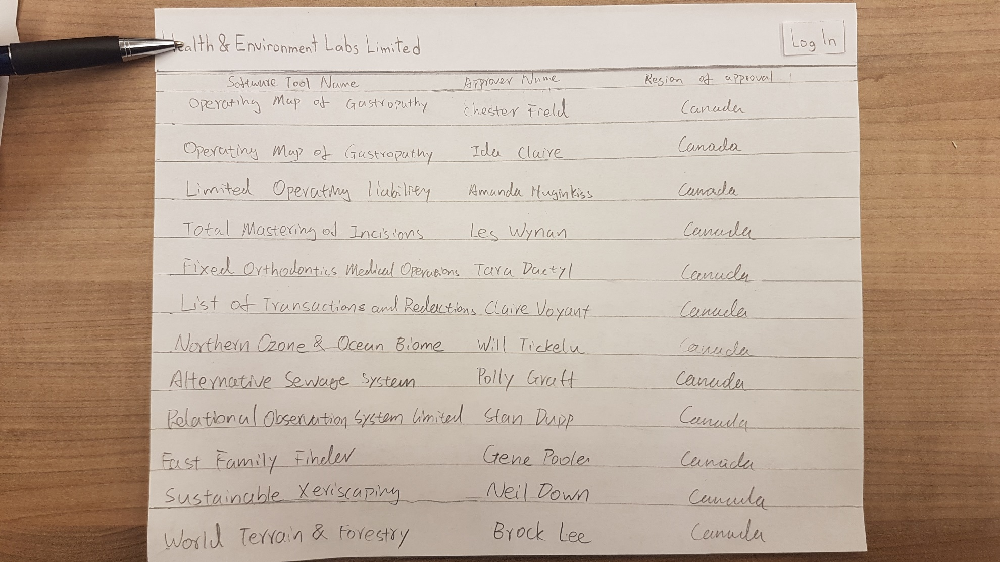 Health & Environment Labs Limited
Log In
Software Tool Name Approver Name Region of approval
Operating Map of Gastropathy Chester Field Canada
Operating Map of Gastropathy Ida Claire Canada
Limited Operating liability Amanda Huginkiss Canada
Total Mastering of Incisions Les Wynan Canada
Fixed Orthodontics Medical Operations Tara Dactyl Canada
List of Transactions and Redactions Claire Voyant Canada
Northern Ozone & Ocean Biome Will Tickelu Canada
Alternative Sewage System Polly Graff Canada
Relational Observation System Limited Stan Dupp Canada
Fast Family Finder Gene Pooler Canada
Sustainable Xeriscaping Neil Down Canada
World Terrain & Forestry Brock Lee Canada